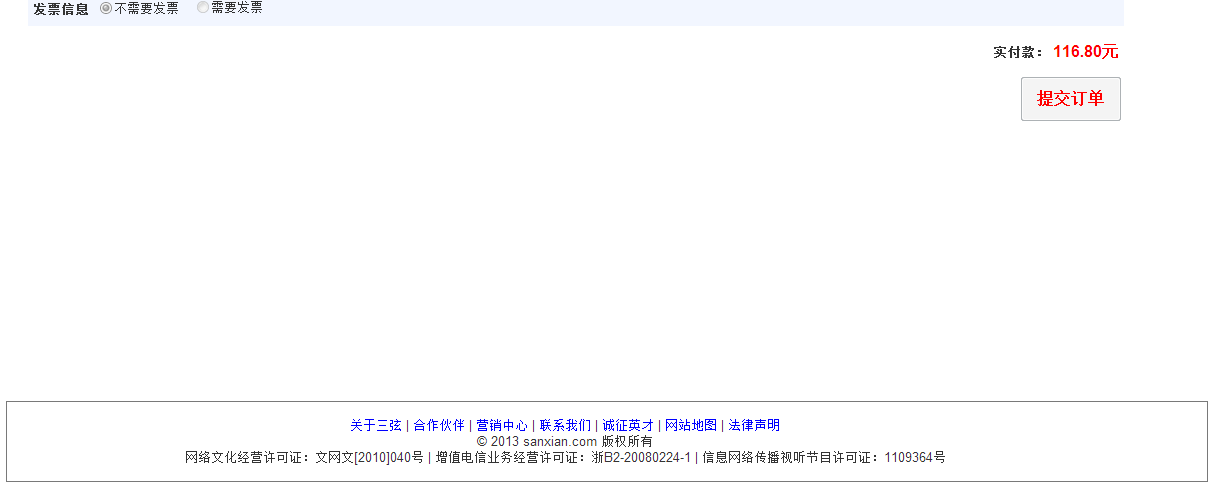 发票信息 不需要发票 需要发票
实付款： 116.80元
提交订单
关于三弦 | 合作伙伴 | 营销中心 | 联系我们 | 诚征英才 | 网站地图 | 法律声明
© 2013 sanxian.com 版权所有
网络文化经营许可证：文网文[2010]040号 | 增值电信业务经营许可证：浙B2-20080224-1 | 信息网络传播视听节目许可证：1109364号